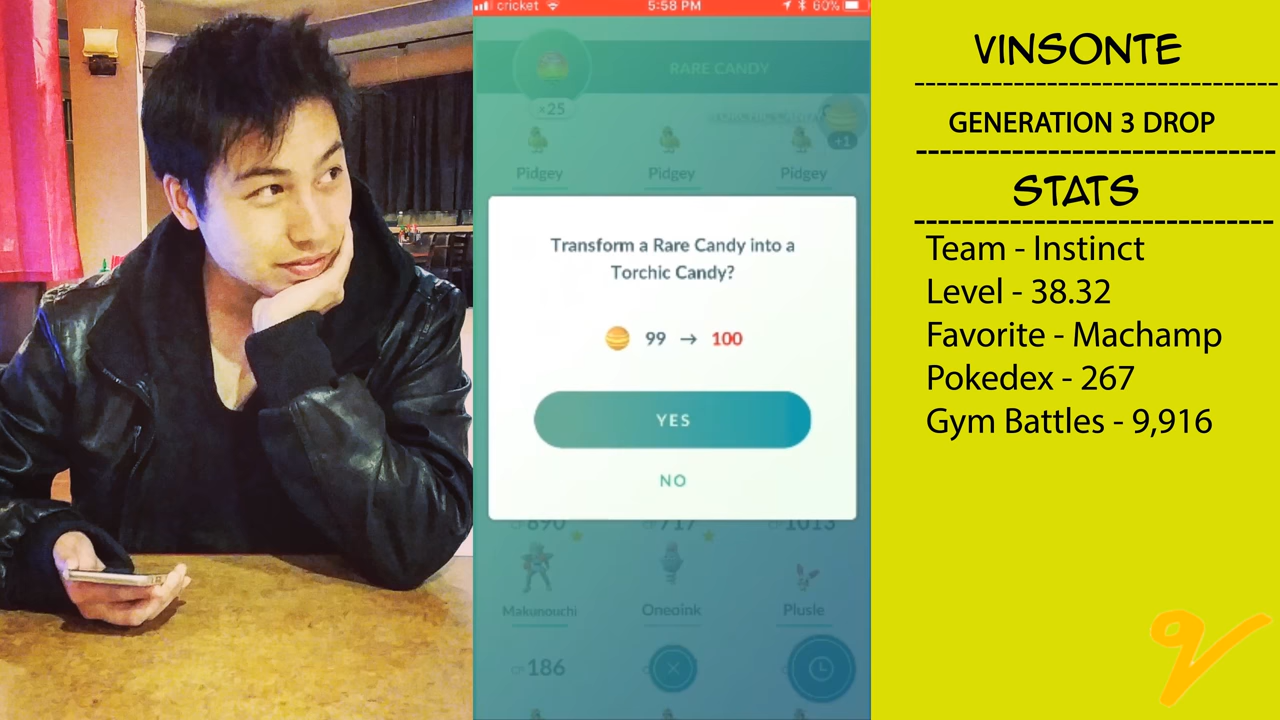 cricket 5:58 PM 60%
RARE CANDY
×25
TORCHIC CANDY
+1
Pidgey Pidgey Pidgey
Transform a Rare Candy into a
Torchic Candy?
99 → 100
YES
NO
CP890 CP717 CP1013
Makunouchi Oneoink Plusle
CP186
VINSONTE
GENERATION 3 DROP
STATS
Team - Instinct
Level - 38.32
Favorite - Machamp
Pokedex - 267
Gym Battles - 9,916